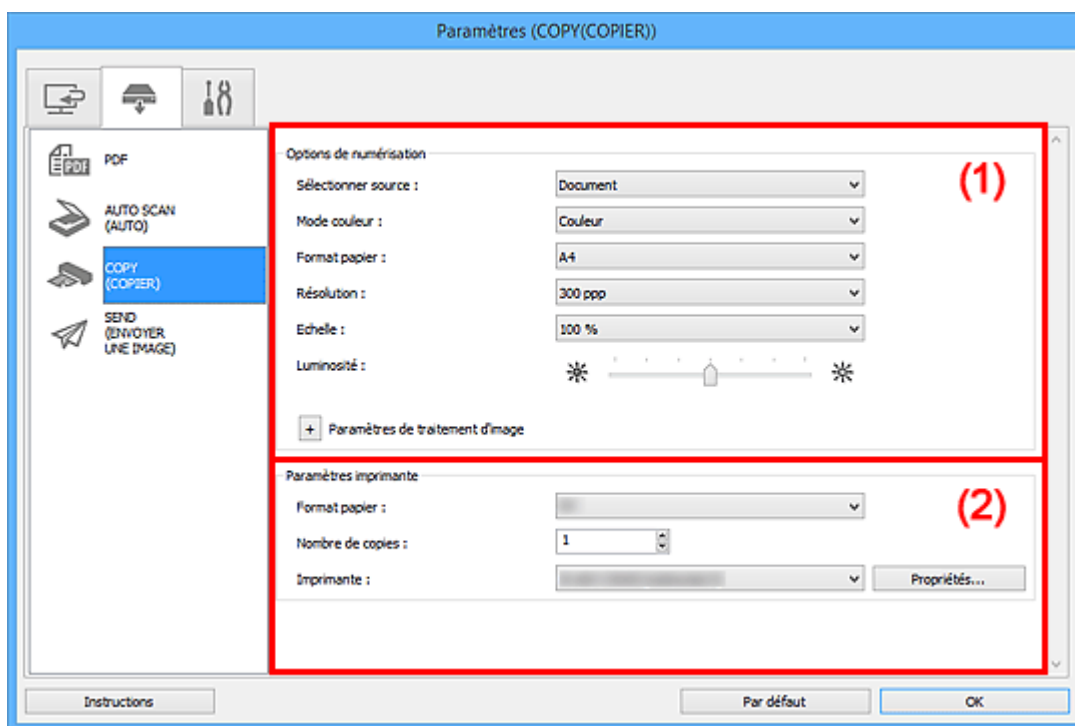 Paramètres (COPY(COPIER))
PDF
PDF
AUTO SCAN
(AUTO)
COPY
(COPIER)
SEND
(ENVOYER
UNE IMAGE)
Options de numérisation
(1)
Sélectionner source : Document
Mode couleur : Couleur
Format papier : A4
Résolution : 300 ppp
Echelle : 100 %
Luminosité :
+ Paramètres de traitement d'image
Paramètres imprimante
(2)
Format papier :
Nombre de copies : 1
Imprimante : Propriétés...
Instructions Par défaut OK